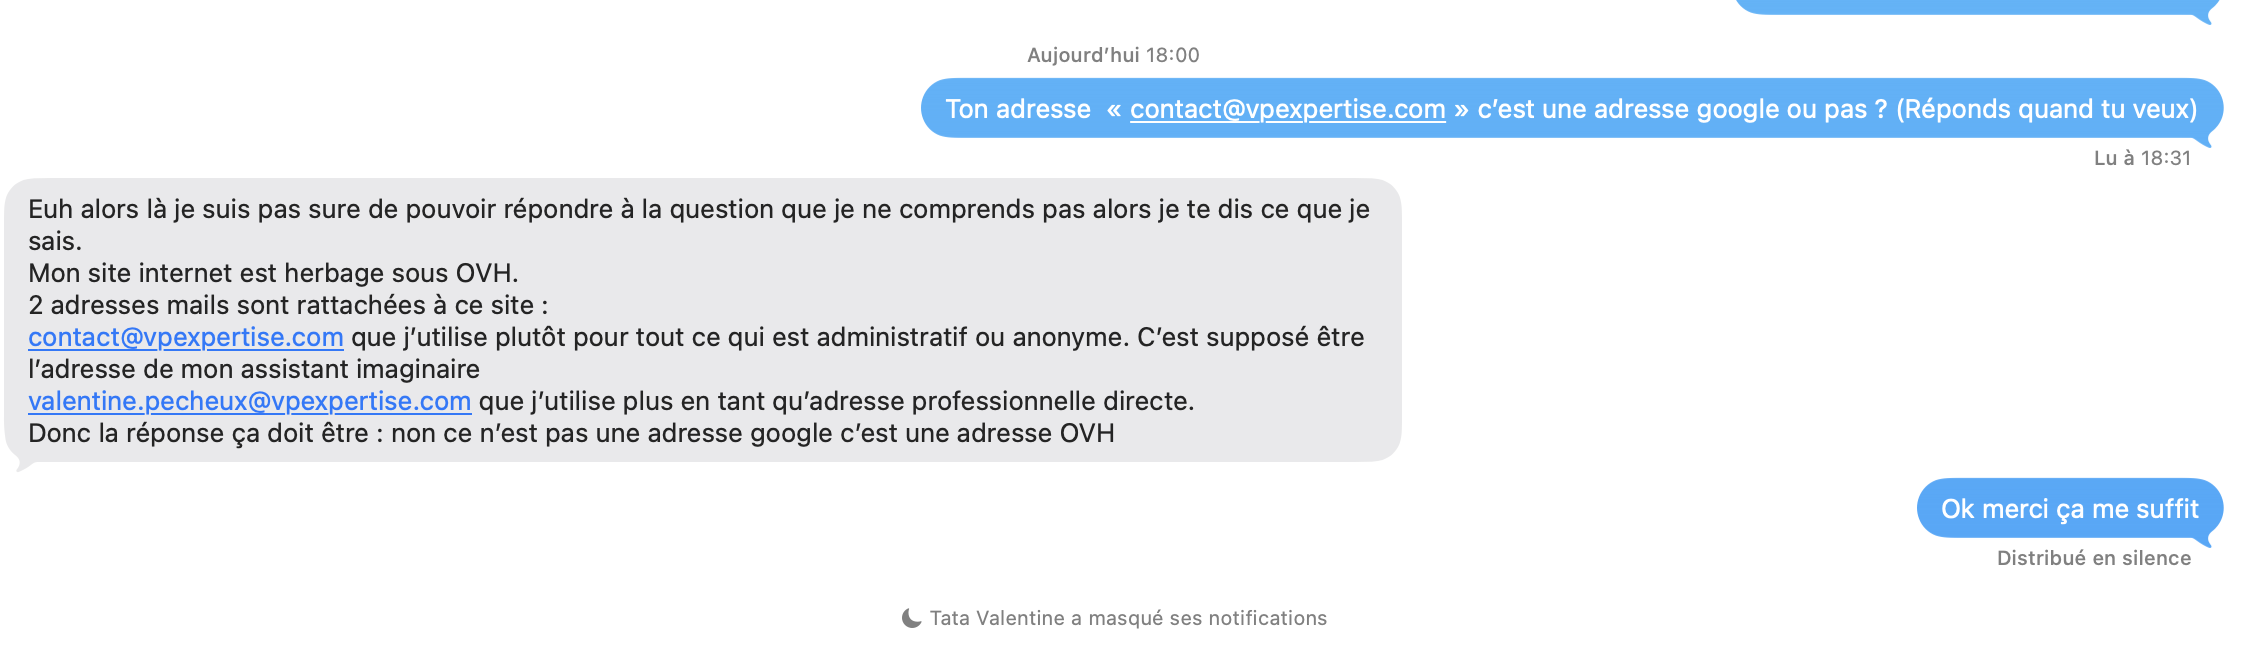 Aujourd’hui 18:00
Ton adresse  « contact@vpexpertise.com » c’est une adresse google ou pas ? (Réponds quand tu veux)
Lu à 18:31
Euh alors là je suis pas sure de pouvoir répondre à la question que je ne comprends pas alors je te dis ce que je
sais.
Mon site internet est herbage sous OVH.
2 adresses mails sont rattachées à ce site :
contact@vpexpertise.com que j’utilise plutôt pour tout ce qui est administratif ou anonyme. C’est supposé être
l’adresse de mon assistant imaginaire
valentine.pecheux@vpexpertise.com que j’utilise plus en tant qu’adresse professionnelle directe.
Donc la réponse ça doit être : non ce n’est pas une adresse google c’est une adresse OVH
Ok merci ça me suffit
Distribué en silence
Tata Valentine a masqué ses notifications